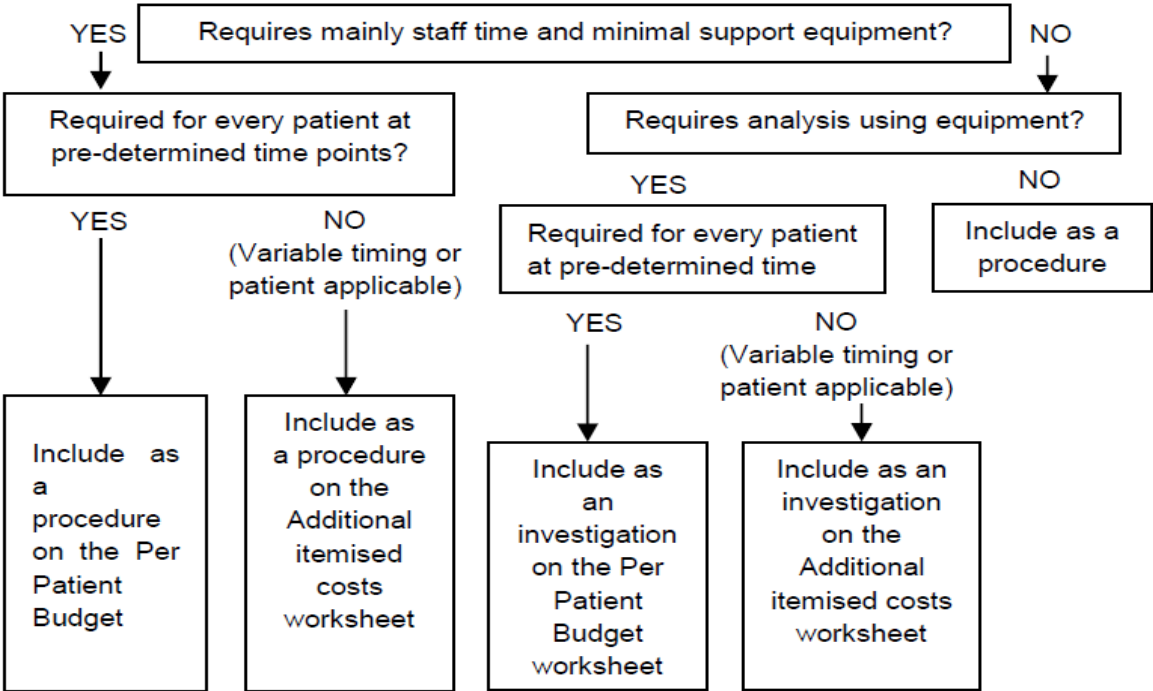 Requires mainly staff time and minimal support equipment?
YES
NO
Required for every patient at
pre-determined time points?
Requires analysis using equipment?
YES
NO
(Variable timing or
patient applicable)
YES
NO
Required for every patient
at pre-determined time
Include as a
procedure
YES
NO
(Variable timing or
patient applicable)
Include as
a
procedure
on the Per
Patient
Budget
Include as
a procedure
on the
Additional
itemised
costs
worksheet
Include as
an
investigation
on the Per
Patient
Budget
worksheet
Include as an
investigation
on the
Additional
itemised costs
worksheet